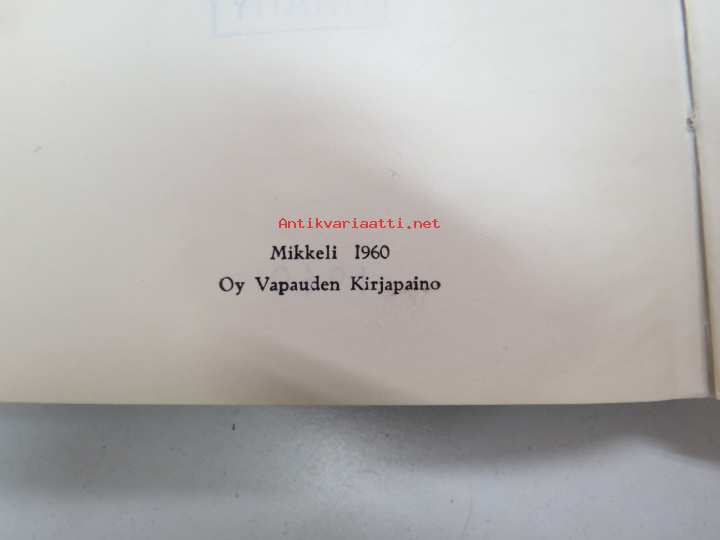 Antikvariaatti.net
Mikkeli 1960
Oy Vapauden Kirjapaino